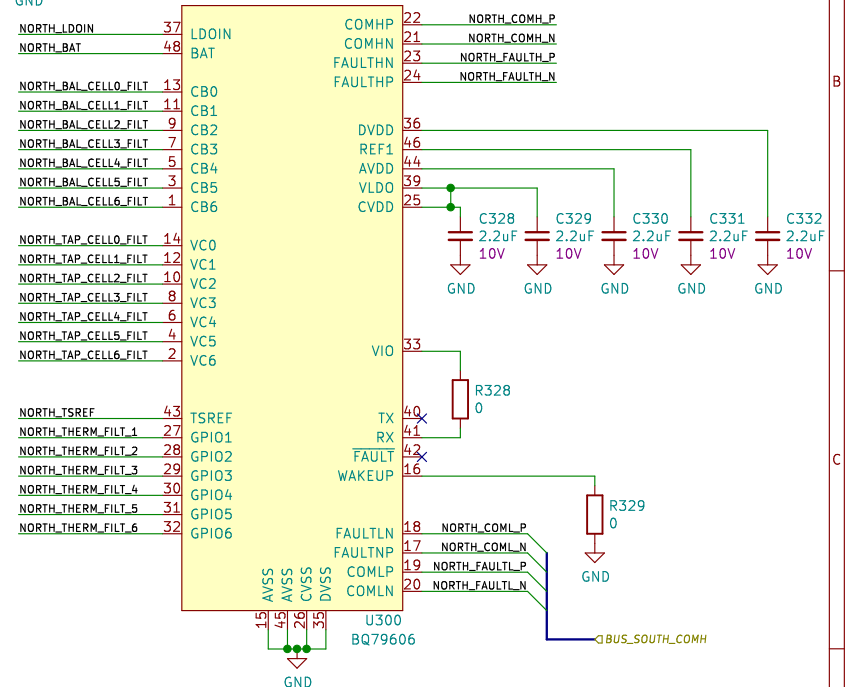 GND
NORTH_LDOIN 37 LDOIN
NORTH_BAT 48 BAT
NORTH_BAL_CELL0_FILT 13 CB0
NORTH_BAL_CELL1_FILT 11 CB1
NORTH_BAL_CELL2_FILT 9 CB2
NORTH_BAL_CELL3_FILT 7 CB3
NORTH_BAL_CELL4_FILT 5 CB4
NORTH_BAL_CELL5_FILT 3 CB5
NORTH_BAL_CELL6_FILT 1 CB6
NORTH_TAP_CELL0_FILT 14 VC0
NORTH_TAP_CELL1_FILT 12 VC1
NORTH_TAP_CELL2_FILT 10 VC2
NORTH_TAP_CELL3_FILT 8 VC3
NORTH_TAP_CELL4_FILT 6 VC4
NORTH_TAP_CELL5_FILT 4 VC5
NORTH_TAP_CELL6_FILT 2 VC6
NORTH_TSREF 43 TSREF
NORTH_THERM_FILT_1 27 GPIO1
NORTH_THERM_FILT_2 28 GPIO2
NORTH_THERM_FILT_3 29 GPIO3
NORTH_THERM_FILT_4 30 GPIO4
NORTH_THERM_FILT_5 31 GPIO5
NORTH_THERM_FILT_6 32 GPIO6
COMHP 22 NORTH_COMH_P
COMHN 21 NORTH_COMH_N
FAULTHN 23 NORTH_FAULTH_P
FAULTHP 24 NORTH_FAULTH_N
DVDD 36
REF1 46
AVDD 44
VLDO 39
CVDD 25
C328 C329 C330 C331 C332
2.2uF 2.2uF 2.2uF 2.2uF 2.2uF
10V 10V 10V 10V 10V
GND GND GND GND GND
VIO 33
R328
0
TX 40
RX 41
FAULT 42
WAKEUP 16
R329
0
GND
FAULTLN 18 NORTH_COML_P
FAULTNP 17 NORTH_COML_N
COMLP 19 NORTH_FAULTL_P
COMLN 20 NORTH_FAULTL_N
BUS_SOUTH_COMH
AVSS AVSS CVSS DVSS
15 45 26 35
U300
BQ79606
GND
B
C